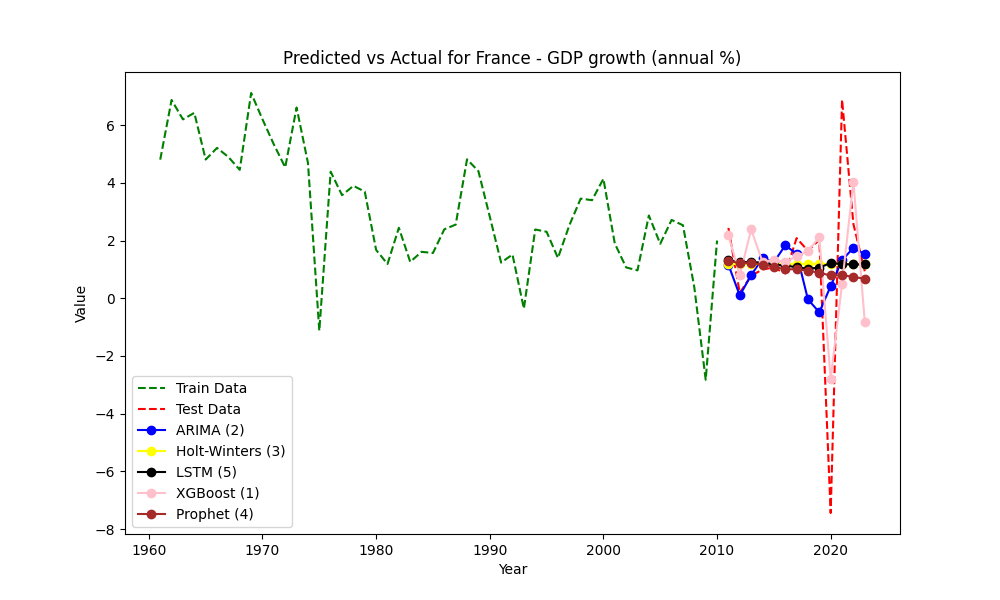 Predicted vs Actual for France - GDP growth (annual %)
Value
6
4
2
0
−2
−4
−6
−8
Train Data
Test Data
ARIMA (2)
Holt-Winters (3)
LSTM (5)
XGBoost (1)
Prophet (4)
1960 1970 1980 1990 2000 2010 2020
Year